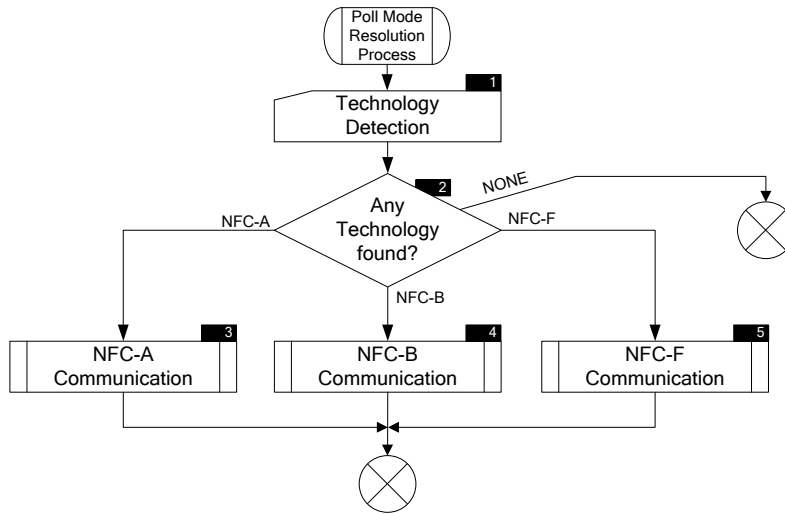 Poll Mode
Resolution
Process
1
Technology
Detection
2
NONE
Any
Technology
found?
NFC-A
NFC-F
NFC-B
3
NFC-A
Communication
4
NFC-B
Communication
5
NFC-F
Communication